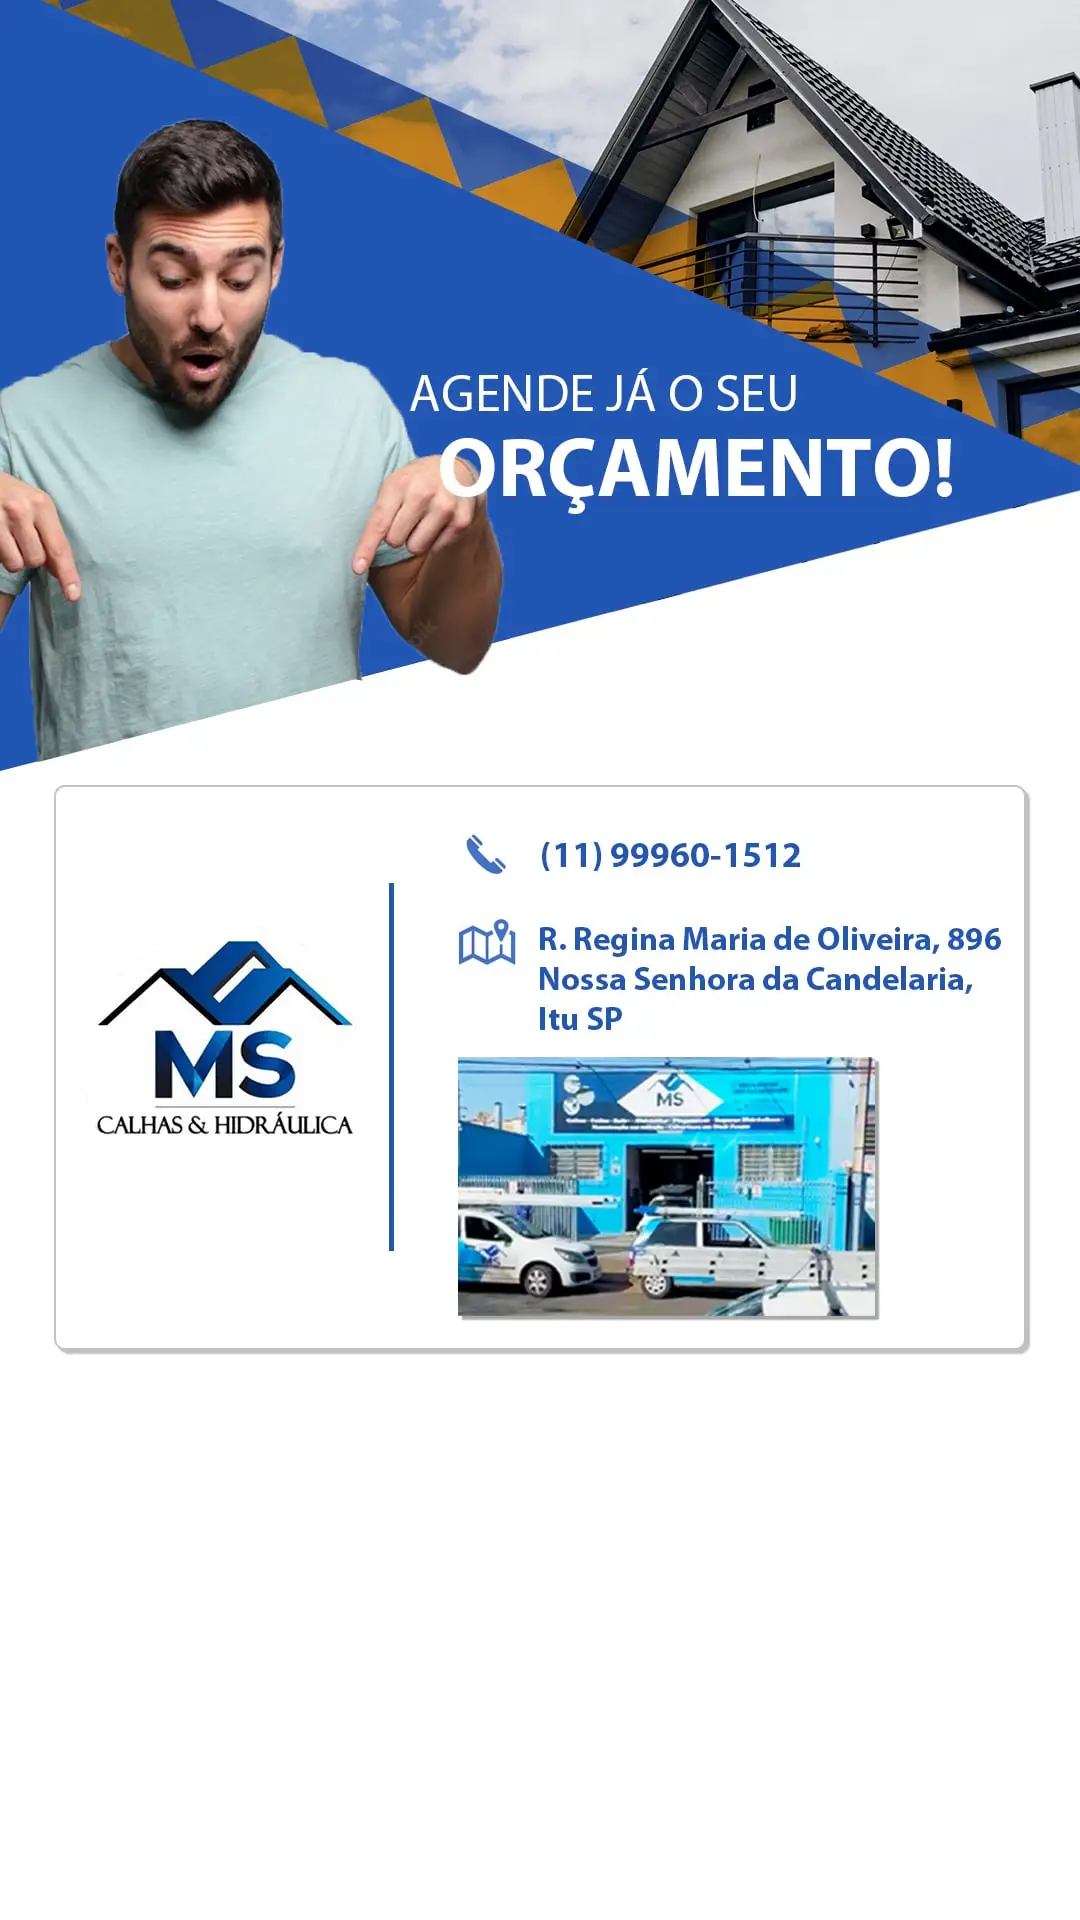 AGENDE JÁ O SEU
ORÇAMENTO!
(11) 99960-1512
R. Regina Maria de Oliveira, 896
Nossa Senhora da Candelaria,
Itu SP
MS
CALHAS & HIDRÁULICA
MS